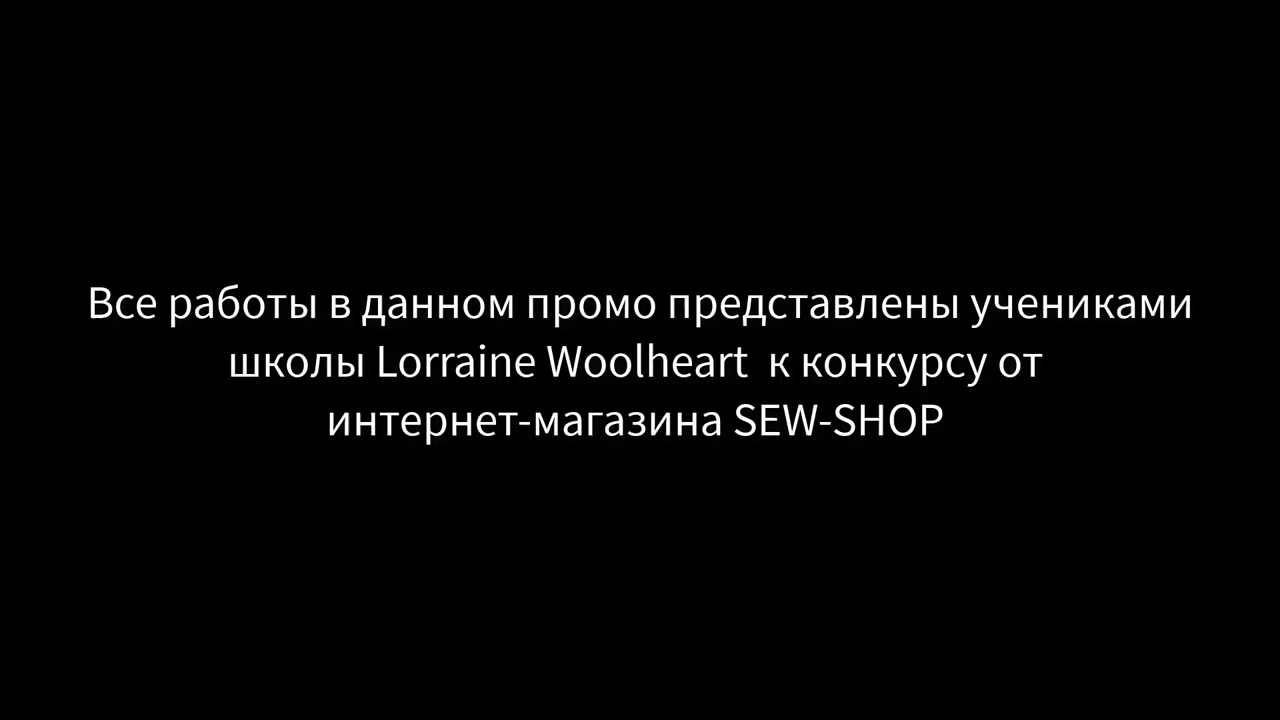 Все работы в данном промо представлены учениками
школы Lorraine Woolheart к конкурсу от
интернет-магазина SEW-SHOP